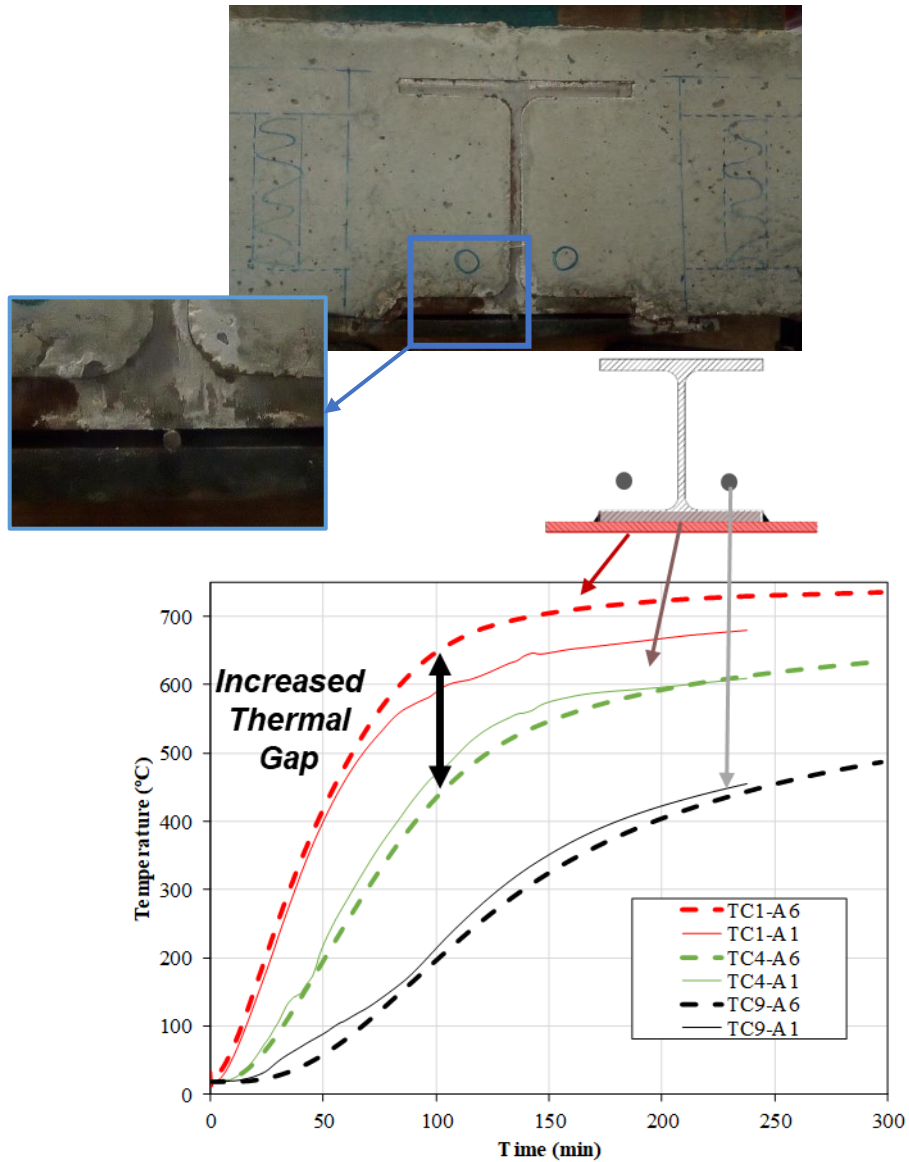 700
600
500
400
300
200
100
0
Temperature (°C)
Increased
Thermal
Gap
TC1-A6
TC1-A1
TC4-A6
TC4-A1
TC9-A6
TC9-A1
0
50
100
150
200
250
300
Time (min)